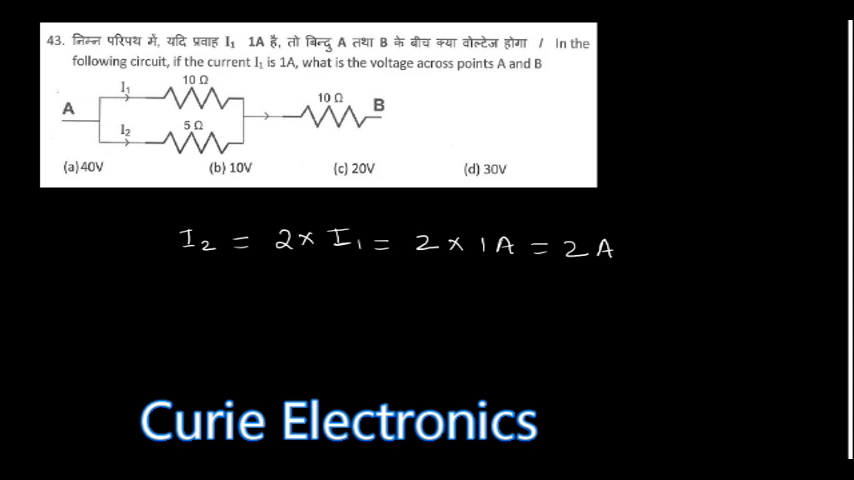 43. निम्न परिपथ में, यदि प्रवाह I₁ 1A है, तो बिन्दु A तथा B के बीच क्या वोल्टेज होगा / In the
following circuit, if the current I₁ is 1A, what is the voltage across points A and B
I₁ 10 Ω
A 10 Ω B
I₂ 5 Ω
(a) 40V (b) 10V (c) 20V (d) 30V
I₂ = 2 × I₁ = 2 × 1A = 2A
Curie Electronics